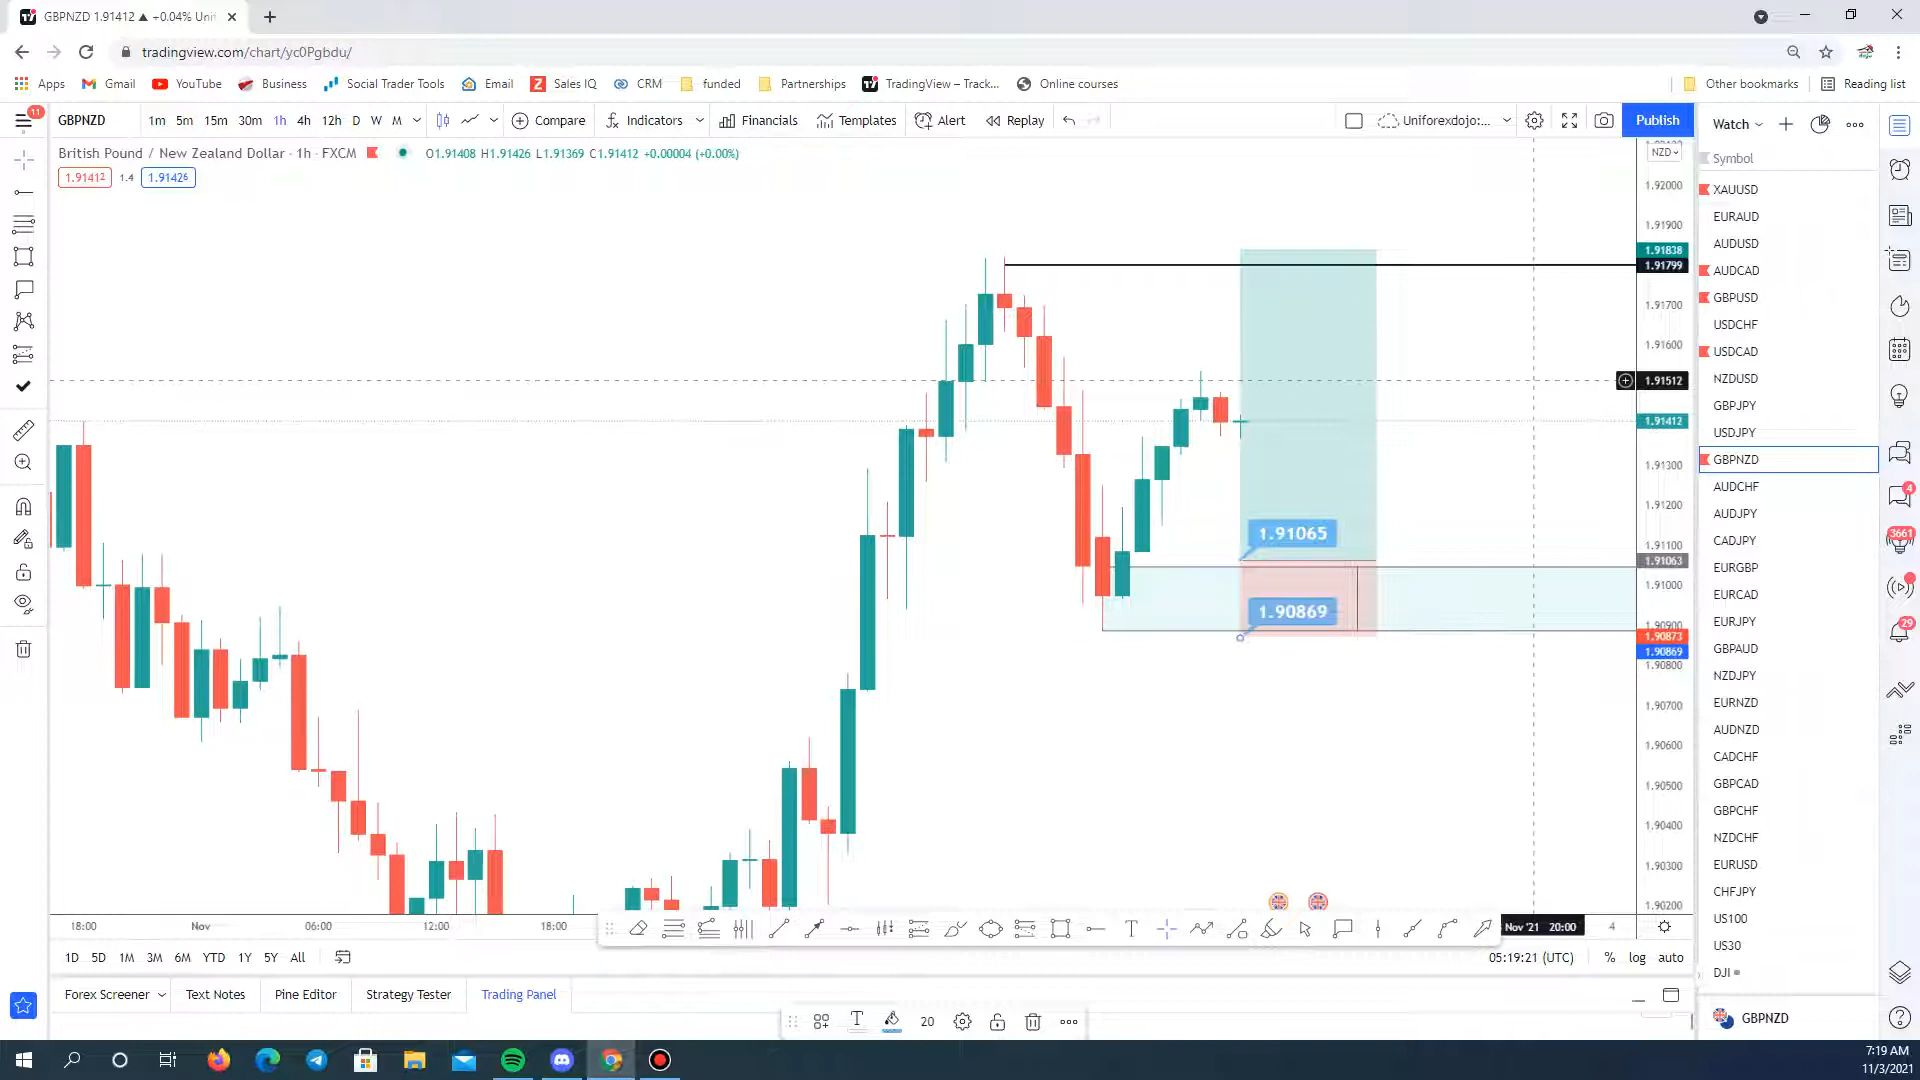 GBPNZD 1.91412 ▲ +0.04% Uni
tradingview.com/chart/yc0Pgbdu/
Apps Gmail YouTube Business Social Trader Tools Email Sales IQ CRM funded Partnerships TradingView – Track... Online courses Other bookmarks Reading list
11
GBPNZD 1m 5m 15m 30m 1h 4h 12h D W M Compare Indicators Financials Templates Alert Replay Uniforexdojo:... Publish
British Pound / New Zealand Dollar · 1h · FXCM O1.91408 H1.91426 L1.91369 C1.91412 +0.00004 (+0.00%)
1.91412 1.4 1.91426
NZD
1.92000
1.91900
1.91838
1.91799
1.91700
1.91600
1.91512
1.91412
1.91300
1.91200
1.91100
1.91063
1.91000
1.90900
1.90873
1.90869
1.90800
1.90700
1.90600
1.90500
1.90400
1.90300
1.90200
1.91065
1.90869
18:00 Nov 06:00 12:00 18:00 Nov '21 20:00 4
1D 5D 1M 3M 6M YTD 1Y 5Y All 05:19:21 (UTC) % log auto
Forex Screener Text Notes Pine Editor Strategy Tester Trading Panel
20
Watch
Symbol
XAUUSD
EURAUD
AUDUSD
AUDCAD
GBPUSD
USDCHF
USDCAD
NZDUSD
GBPJPY
USDJPY
GBPNZD
AUDCHF
AUDJPY
CADJPY
EURGBP
EURCAD
EURJPY
GBPAUD
NZDJPY
EURNZD
AUDNZD
CADCHF
GBPCAD
GBPCHF
NZDCHF
EURUSD
CHFJPY
US100
US30
DJI
GBPNZD
4
3661
29
7:19 AM
11/3/2021